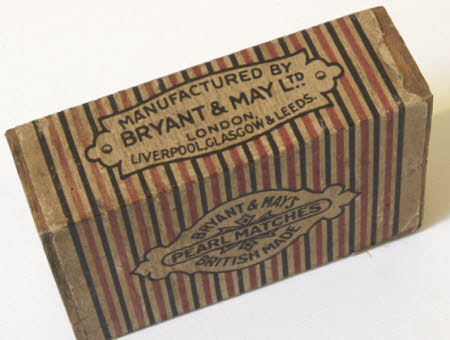 MANUFACTURED BY
BRYANT & MAY LTD.
LONDON,
LIVERPOOL, GLASGOW & LEEDS.
BRYANT & MAY'S
PEARL MATCHES
BRITISH MADE